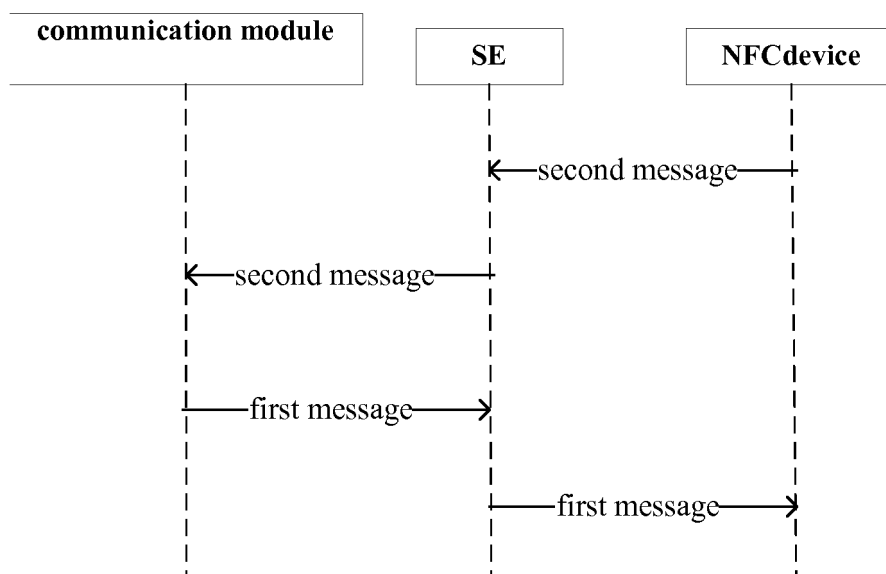 communication module
SE
NFCdevice
second message
second message
first message
first message